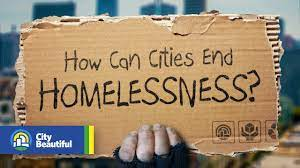 How Can Cities End
HOMELESSNESS?
City
Beautiful